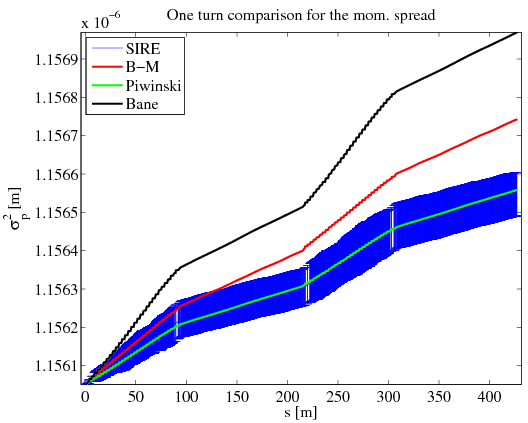 One turn comparison for the mom. spread
x 10⁻⁶
SIRE
B−M
Piwinski
Bane
1.1569
1.1568
1.1567
1.1566
1.1565
1.1564
1.1563
1.1562
1.1561
σ²ₚ [m]
0 50 100 150 200 250 300 350 400
s [m]